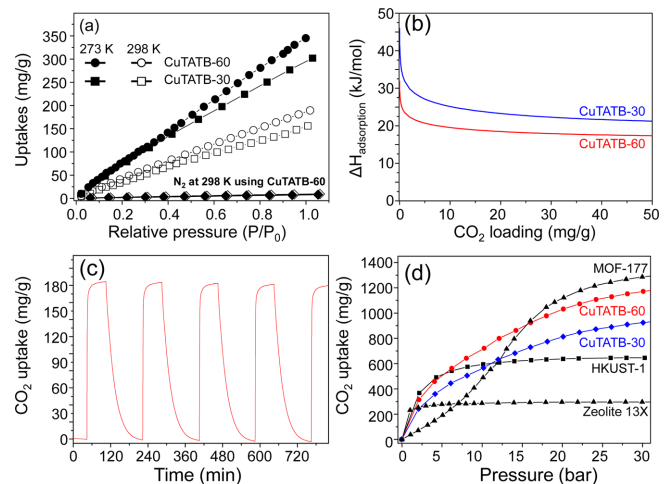 (a)
273 K 298 K
CuTATB-60
CuTATB-30
N₂ at 298 K using CuTATB-60
350
300
250
200
150
100
50
0
0.0 0.2 0.4 0.6 0.8 1.0
Uptakes (mg/g)
Relative pressure (P/P₀)
(b)
CuTATB-30
CuTATB-60
50
40
30
20
10
0
0 10 20 30 40 50
ΔHadsorption (kJ/mol)
CO₂ loading (mg/g)
(c)
210
180
150
120
90
60
30
0
0 180 360 540 720
CO₂ uptake (mg/g)
Time (min)
(d)
MOF-177
CuTATB-60
CuTATB-30
HKUST-1
Zeolite 13X
1400
1200
1000
800
600
400
200
0
0 5 10 15 20 25 30
CO₂ uptake (mg/g)
Pressure (bar)